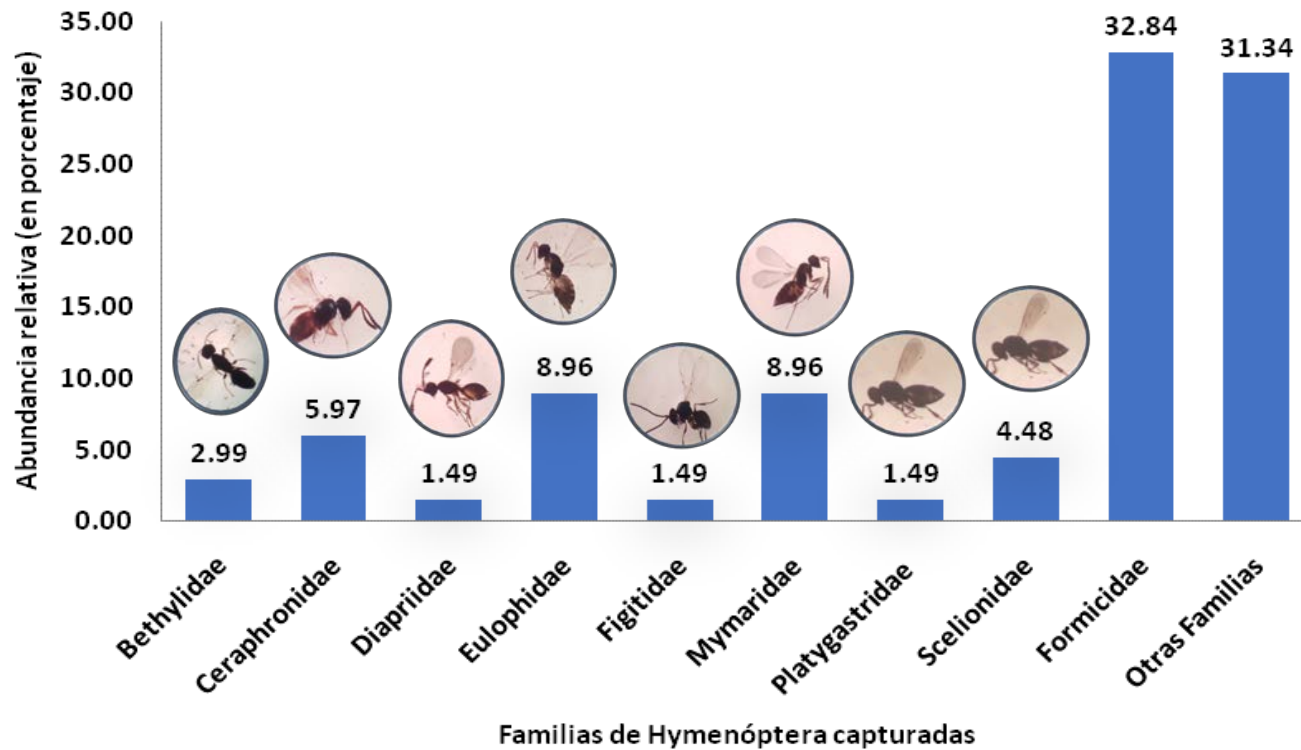 Abundancia relativa (en porcentaje)
35.00
30.00
25.00
20.00
15.00
10.00
5.00
0.00
2.99
5.97
1.49
8.96
1.49
8.96
1.49
4.48
32.84
31.34
Bethylidae
Ceraphronidae
Diapriidae
Eulophidae
Figitidae
Mymaridae
Platygastridae
Scelionidae
Formicidae
Otras Familias
Familias de Hymenóptera capturadas